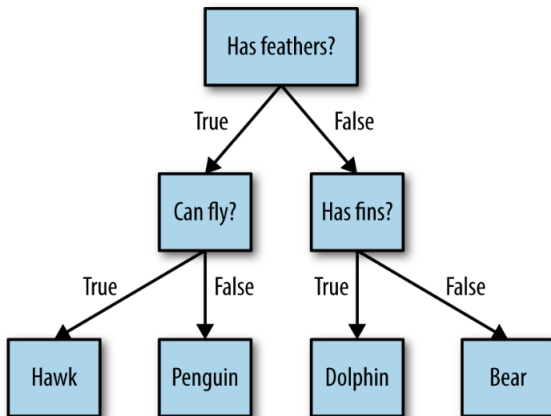 Has feathers?
True
False
Can fly?
Has fins?
True
False
True
False
Hawk
Penguin
Dolphin
Bear